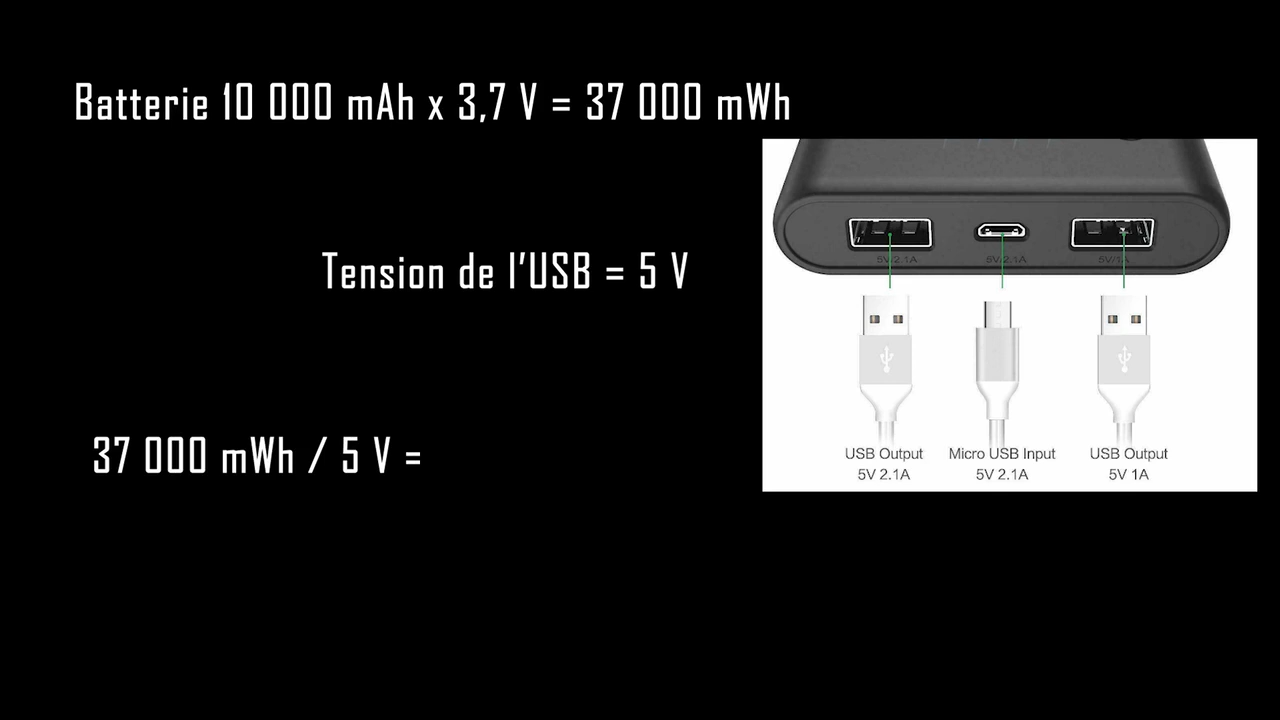 Batterie 10 000 mAh x 3,7 V = 37 000 mWh
Tension de l'USB = 5 V
37 000 mWh / 5 V =
5V/2.1A
5V/2.1A
5V/1A
USB Output
5V 2.1A
Micro USB Input
5V 2.1A
USB Output
5V 1A